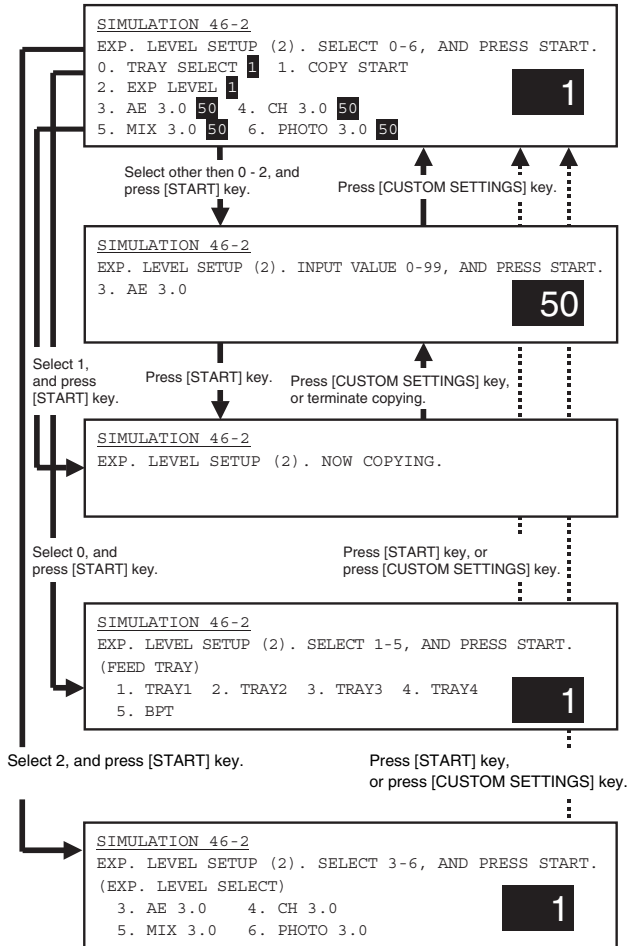 SIMULATION 46-2
EXP. LEVEL SETUP (2). SELECT 0-6, AND PRESS START.
0. TRAY SELECT 1 1. COPY START
2. EXP LEVEL 1
1
3. AE 3.0 50 4. CH 3.0 50
5. MIX 3.0 50 6. PHOTO 3.0 50
Select other then 0 - 2, and
press [START] key.
Press [CUSTOM SETTINGS] key.
SIMULATION 46-2
EXP. LEVEL SETUP (2). INPUT VALUE 0-99, AND PRESS START.
3. AE 3.0
50
Select 1,
and press
[START] key.
Press [START] key.
Press [CUSTOM SETTINGS] key,
or terminate copying.
SIMULATION 46-2
EXP. LEVEL SETUP (2). NOW COPYING.
Select 0, and
press [START] key.
Press [START] key, or
press [CUSTOM SETTINGS] key.
SIMULATION 46-2
EXP. LEVEL SETUP (2). SELECT 1-5, AND PRESS START.
(FEED TRAY)
1. TRAY1 2. TRAY2 3. TRAY3 4. TRAY4
5. BPT
1
Select 2, and press [START] key.
Press [START] key,
or press [CUSTOM SETTINGS] key.
SIMULATION 46-2
EXP. LEVEL SETUP (2). SELECT 3-6, AND PRESS START.
(EXP. LEVEL SELECT)
3. AE 3.0 4. CH 3.0
5. MIX 3.0 6. PHOTO 3.0
1